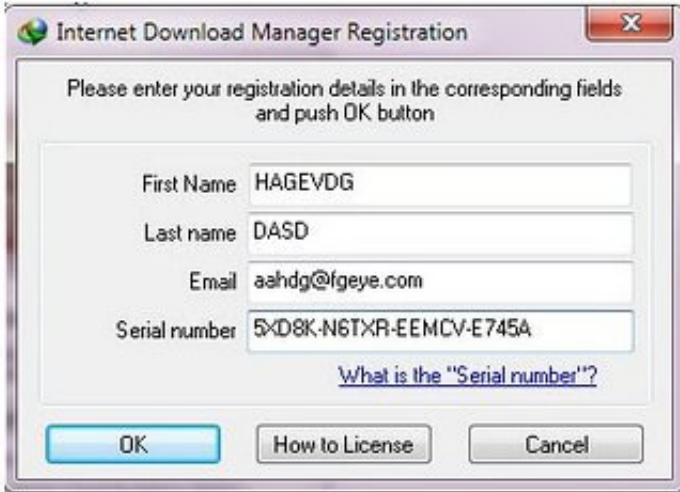 Internet Download Manager Registration
Please enter your registration details in the corresponding fields
and push OK button
First Name HAGEVDG
Last name DASD
Email aahdg@fgeye.com
Serial number 5XD8K-N6TXR-EEMCV-E745A
What is the "Serial number"?
OK How to License Cancel